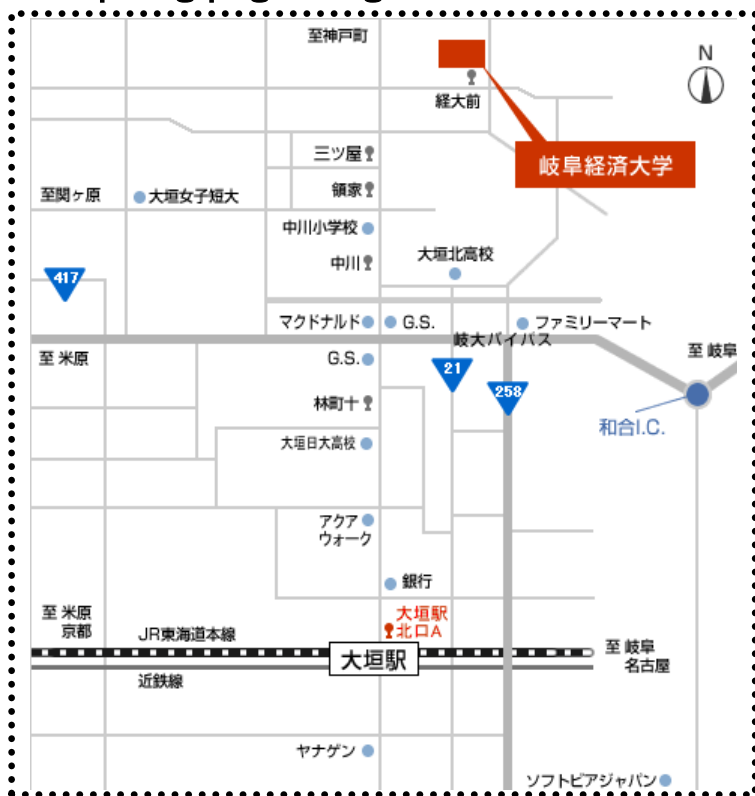 至神戸町
N
経大前
岐阜経済大学
三ツ屋
至関ヶ原
大垣女子短大
領家
中川小学校
中川
大垣北高校
417
マクドナルド
G.S.
ファミリーマート
岐大バイパス
至 米原
G.S.
21
至 岐阜
258
林町十
和合I.C.
大垣日大高校
アクア
ウォーク
銀行
至 米原
京都
大垣駅
北口A
JR東海道本線
大垣駅
至 岐阜
名古屋
近鉄線
ヤナゲン
ソフトピアジャパン